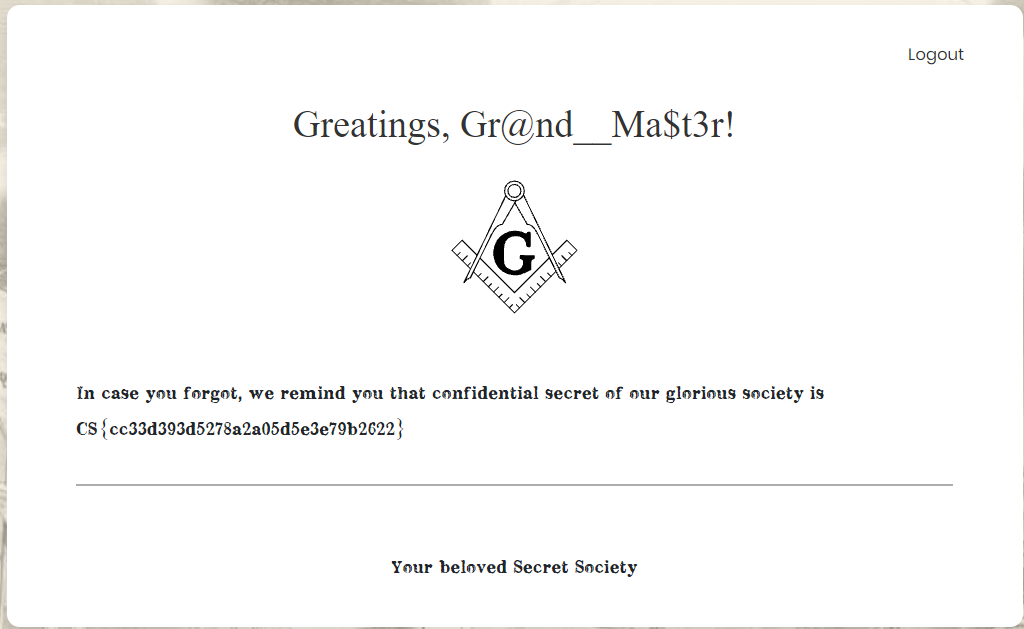 Logout
Greatings, Gr@nd__Ma$t3r!
G
In case you forgot, we remind you that confidential secret of our glorious society is
CS{cc33d393d5278a2a05d5e3e79b2622}
Your beloved Secret Society